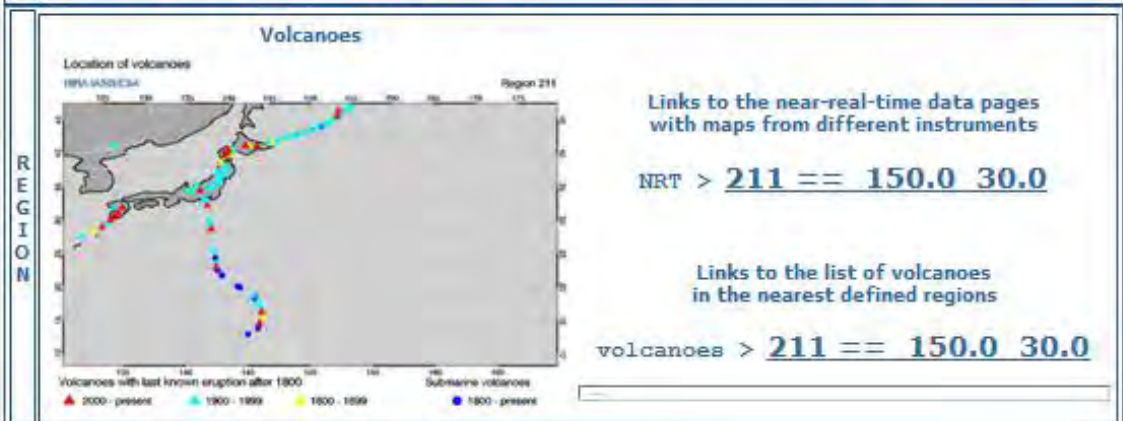 Volcanoes
Location of volcanoes
Region 211
REGION
Links to the near-real-time data pages
with maps from different instruments
NRT > 211 == 150.0 30.0
Links to the list of volcanoes
in the nearest defined regions
volcanoes > 211 == 150.0 30.0
Volcanoes with last known eruption after 1800
Submarine volcanoes
2000 - present
1900 - 1999
1800 - 1899
1800 - present